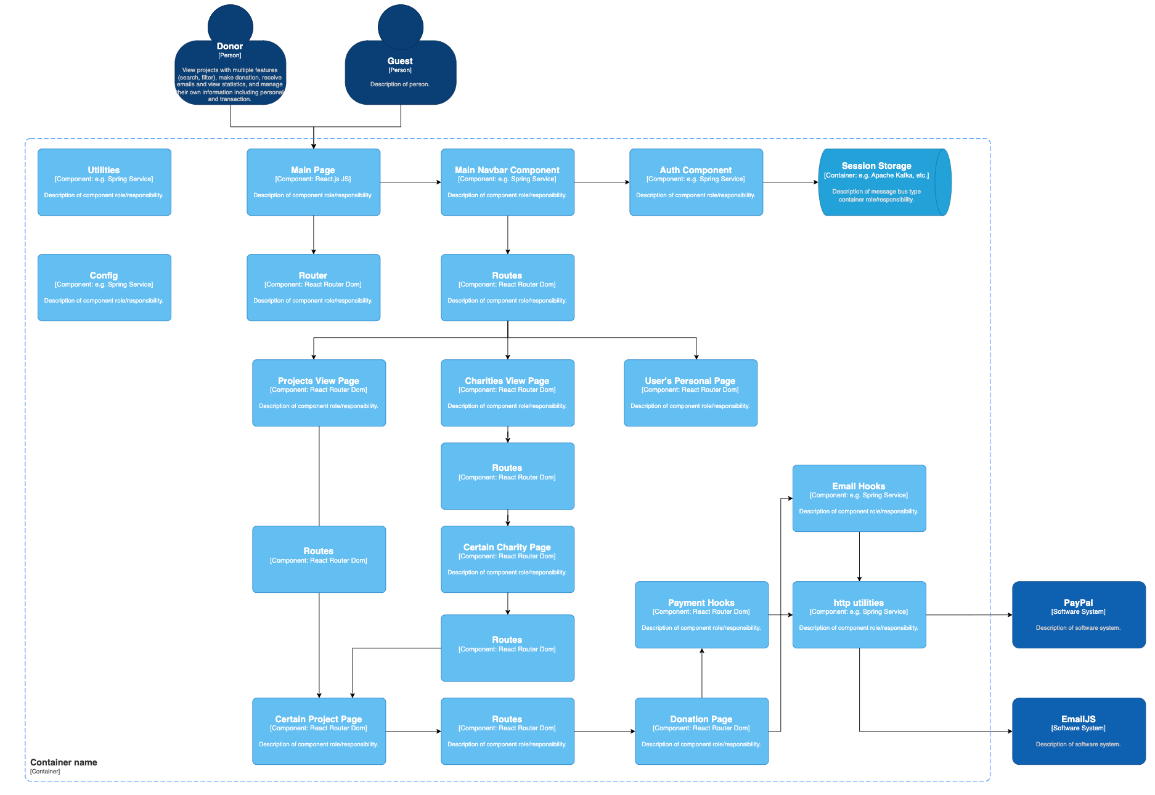 Donor
[Person]
View projects with multiple features
(search, filter), make donation, receive
emails and view statistics, and manage
their own information including personal
and transaction.
Guest
[Person]
Description of person.
Utilities
[Component: e.g. Spring Service]
Description of component role/responsibility.
Main Page
[Component: React.js JS]
Description of component role/responsibility.
Main Navbar Component
[Component: e.g. Spring Service]
Description of component role/responsibility.
Auth Component
[Component: e.g. Spring Service]
Description of component role/responsibility.
Session Storage
[Container: e.g. Apache Kafka, etc.]
Description of message bus type
container role/responsibility.
Config
[Component: e.g. Spring Service]
Description of component role/responsibility.
Router
[Component: React Router Dom]
Description of component role/responsibility.
Routes
[Component: React Router Dom]
Description of component role/responsibility.
Projects View Page
[Component: React Router Dom]
Description of component role/responsibility.
Charities View Page
[Component: React Router Dom]
Description of component role/responsibility.
User's Personal Page
[Component: React Router Dom]
Description of component role/responsibility.
Routes
[Component: React Router Dom]
Email Hooks
[Component: e.g. Spring Service]
Description of component role/responsibility.
Routes
[Component: React Router Dom]
Certain Charity Page
[Component: React Router Dom]
Description of component role/responsibility.
Payment Hooks
[Component: React Router Dom]
Description of component role/responsibility.
http utilities
[Component: e.g. Spring Service]
Description of component role/responsibility.
PayPal
[Software System]
Description of software system.
Routes
[Component: React Router Dom]
Certain Project Page
[Component: React Router Dom]
Description of component role/responsibility.
Routes
[Component: React Router Dom]
Description of component role/responsibility.
Donation Page
[Component: React Router Dom]
Description of component role/responsibility.
EmailJS
[Software System]
Description of software system.
Container name
[Container]